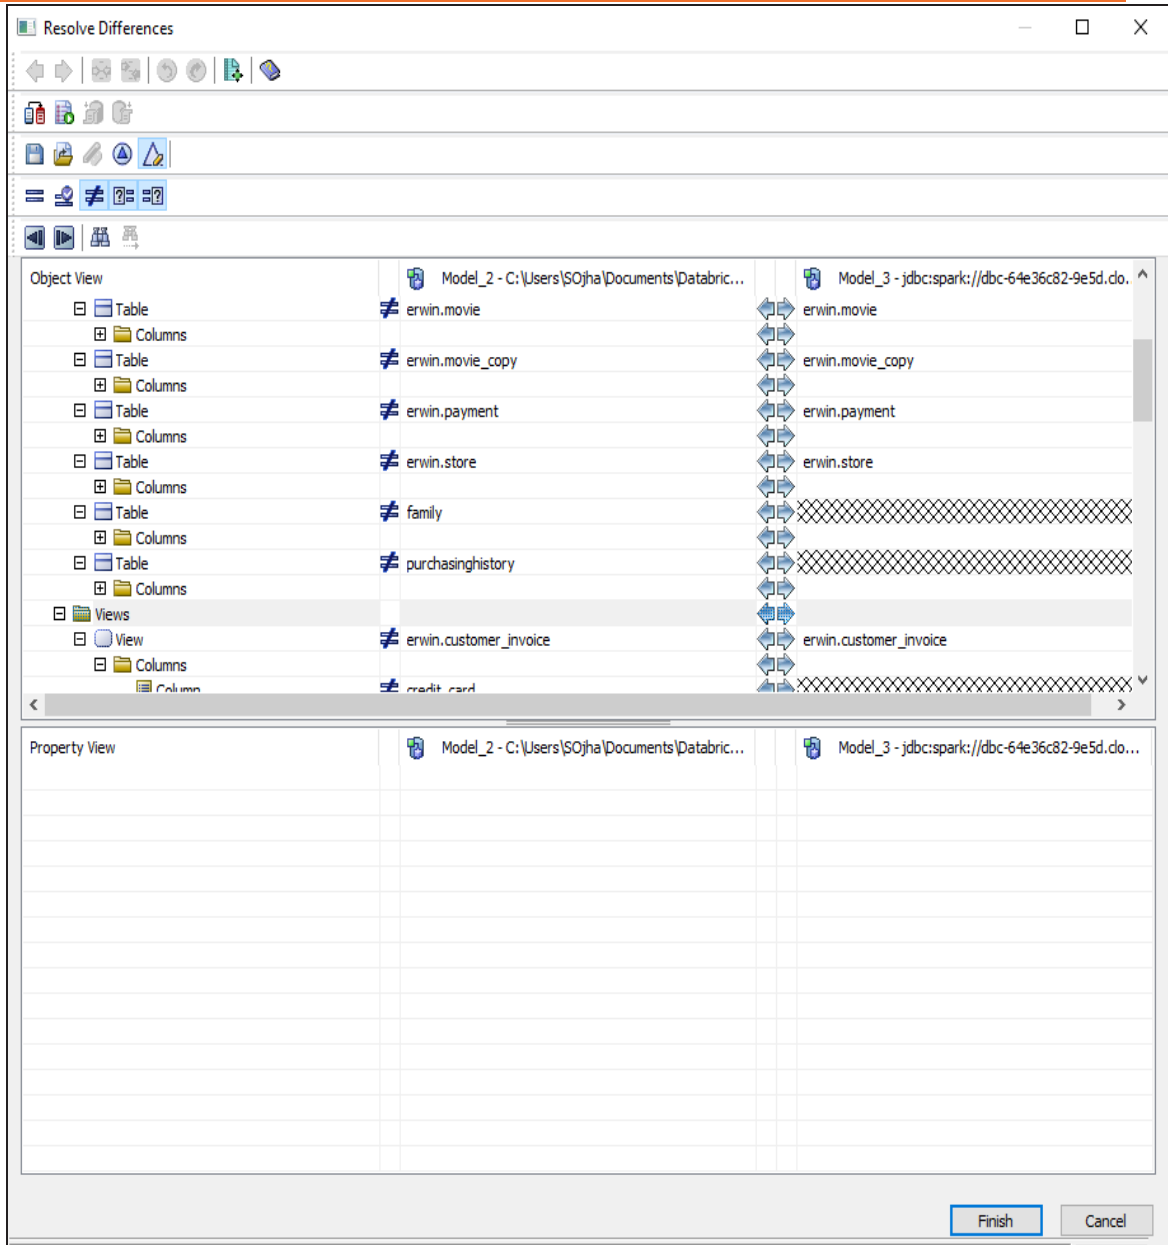 Resolve Differences
Object View Model_2 - C:\Users\SOjha\Documents\Databric... Model_3 - jdbc:spark://dbc-64e36c82-9e5d.clo..
Table erwin.movie erwin.movie
Columns
Table erwin.movie_copy erwin.movie_copy
Columns
Table erwin.payment erwin.payment
Columns
Table erwin.store erwin.store
Columns
Table family
Columns
Table purchasinghistory
Columns
Views
View erwin.customer_invoice erwin.customer_invoice
Columns
Column credit_card
Property View Model_2 - C:\Users\SOjha\Documents\Databric... Model_3 - jdbc:spark://dbc-64e36c82-9e5d.clo...
Finish Cancel